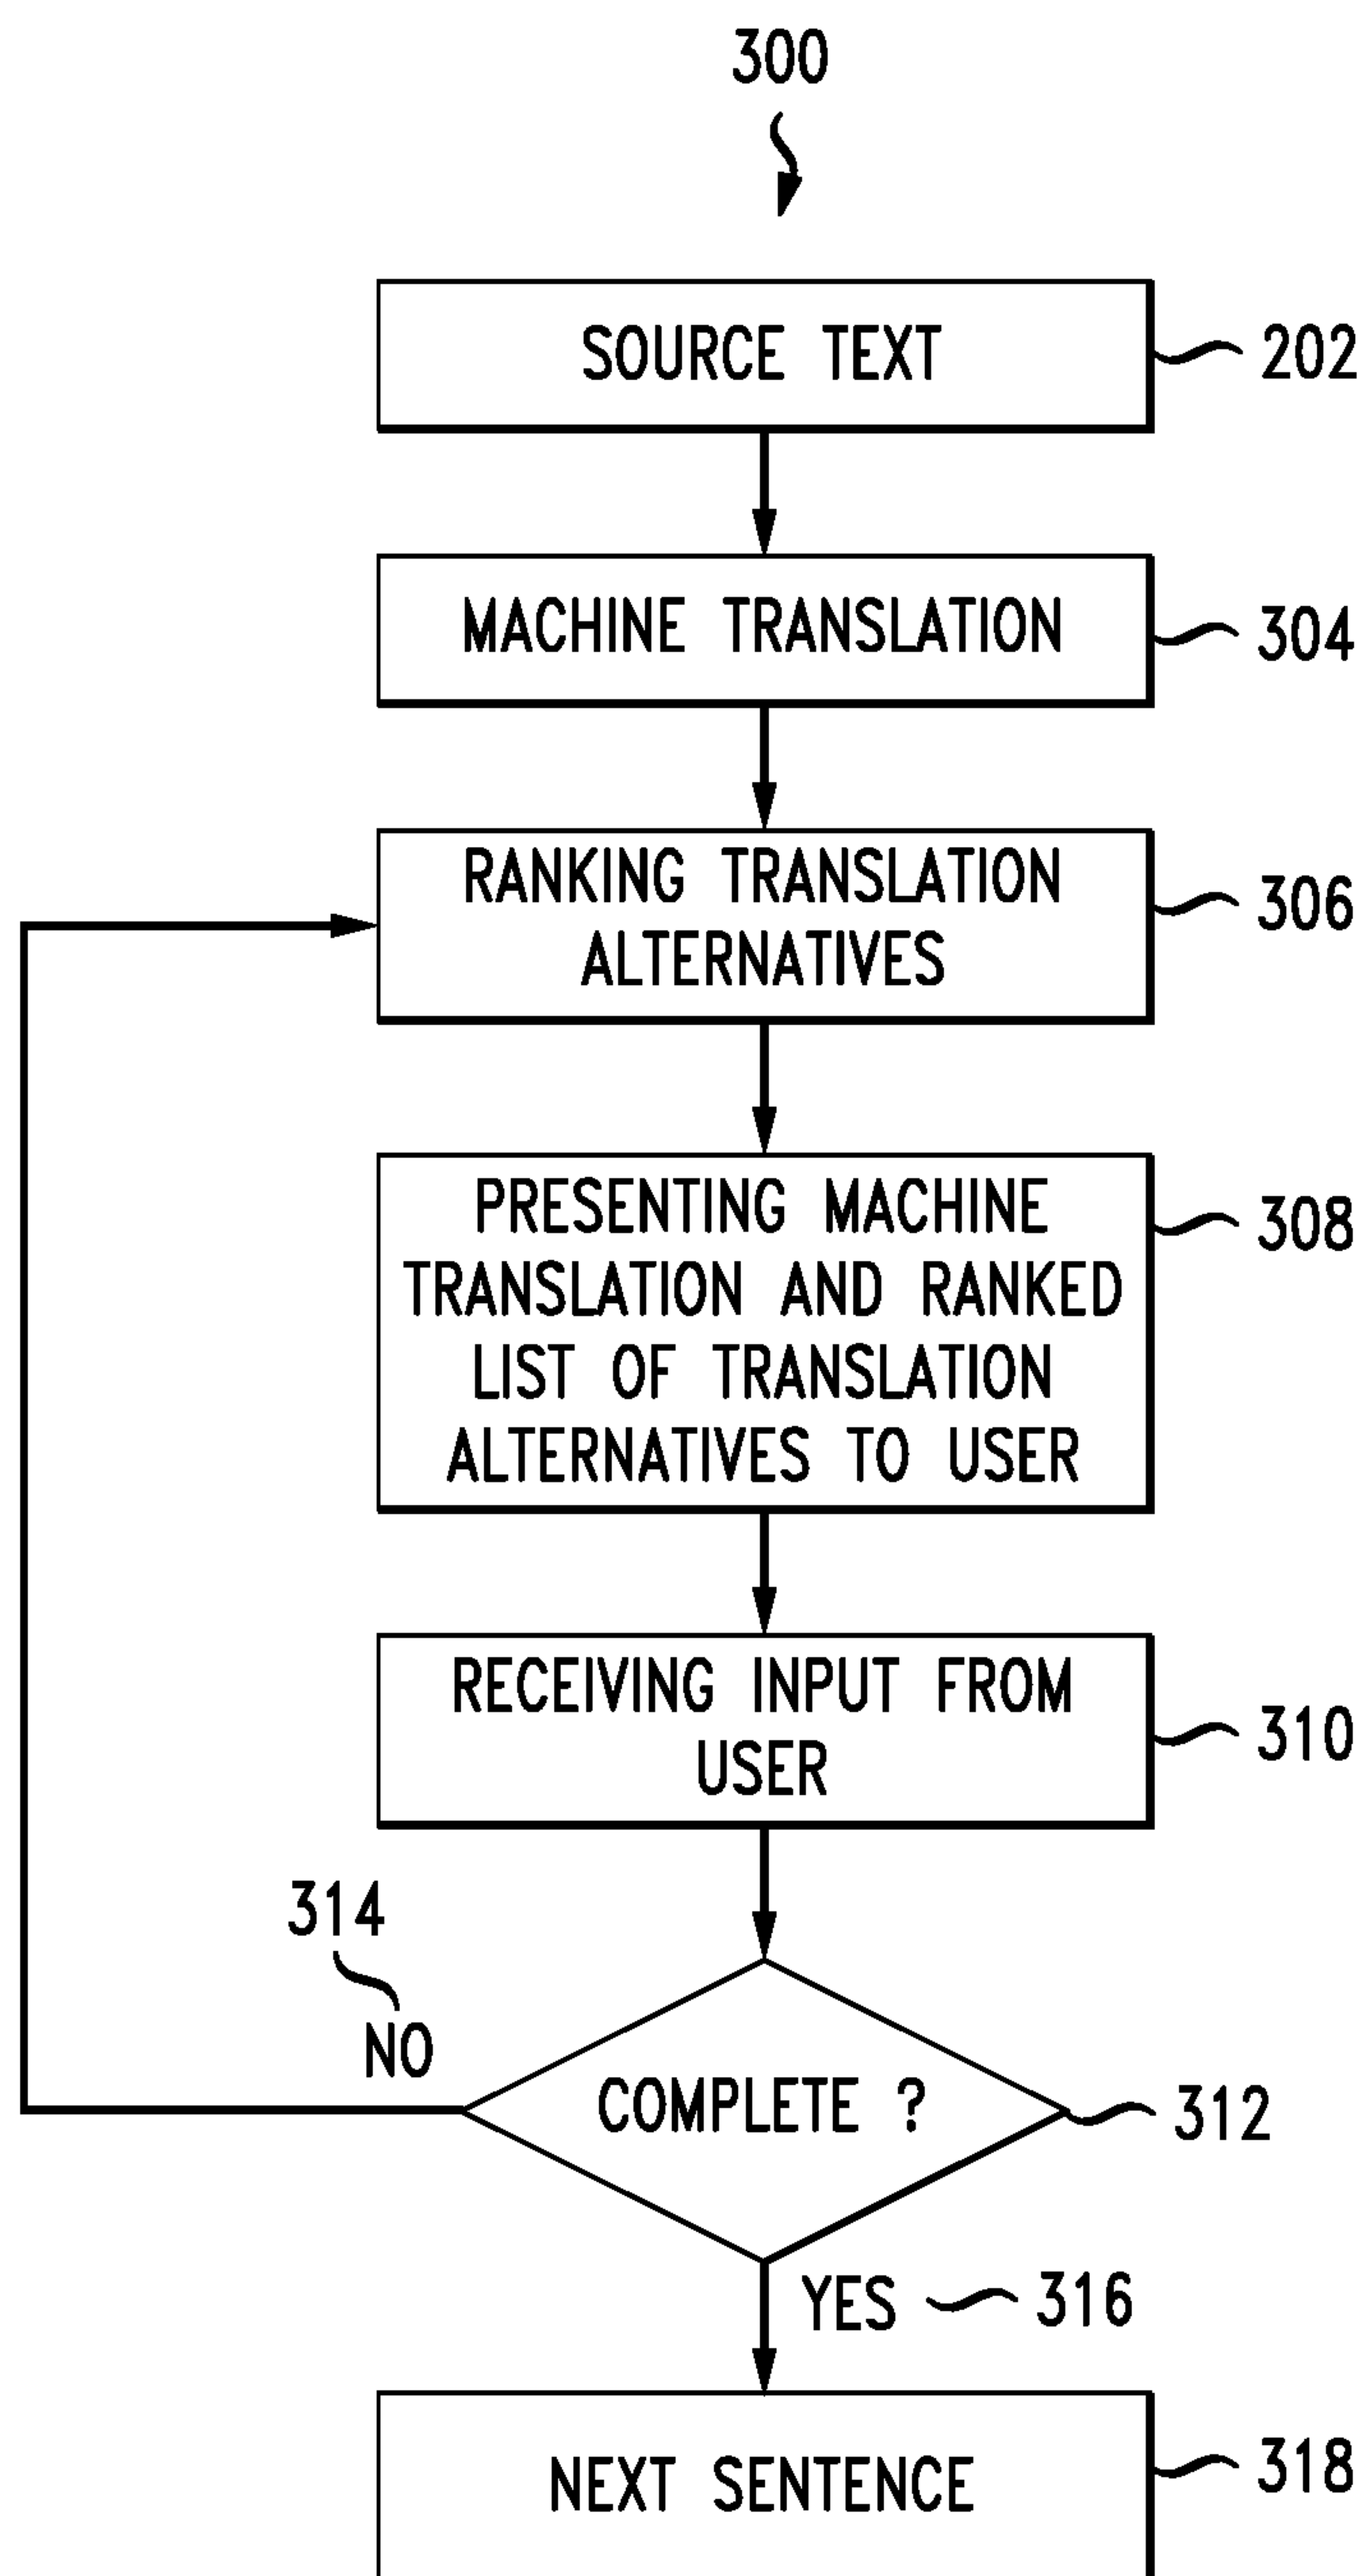 300
SOURCE TEXT
202
MACHINE TRANSLATION
304
RANKING TRANSLATION
ALTERNATIVES
306
PRESENTING MACHINE
TRANSLATION AND RANKED
LIST OF TRANSLATION
ALTERNATIVES TO USER
308
RECEIVING INPUT FROM
USER
310
314
NO
COMPLETE ?
312
YES
316
NEXT SENTENCE
318